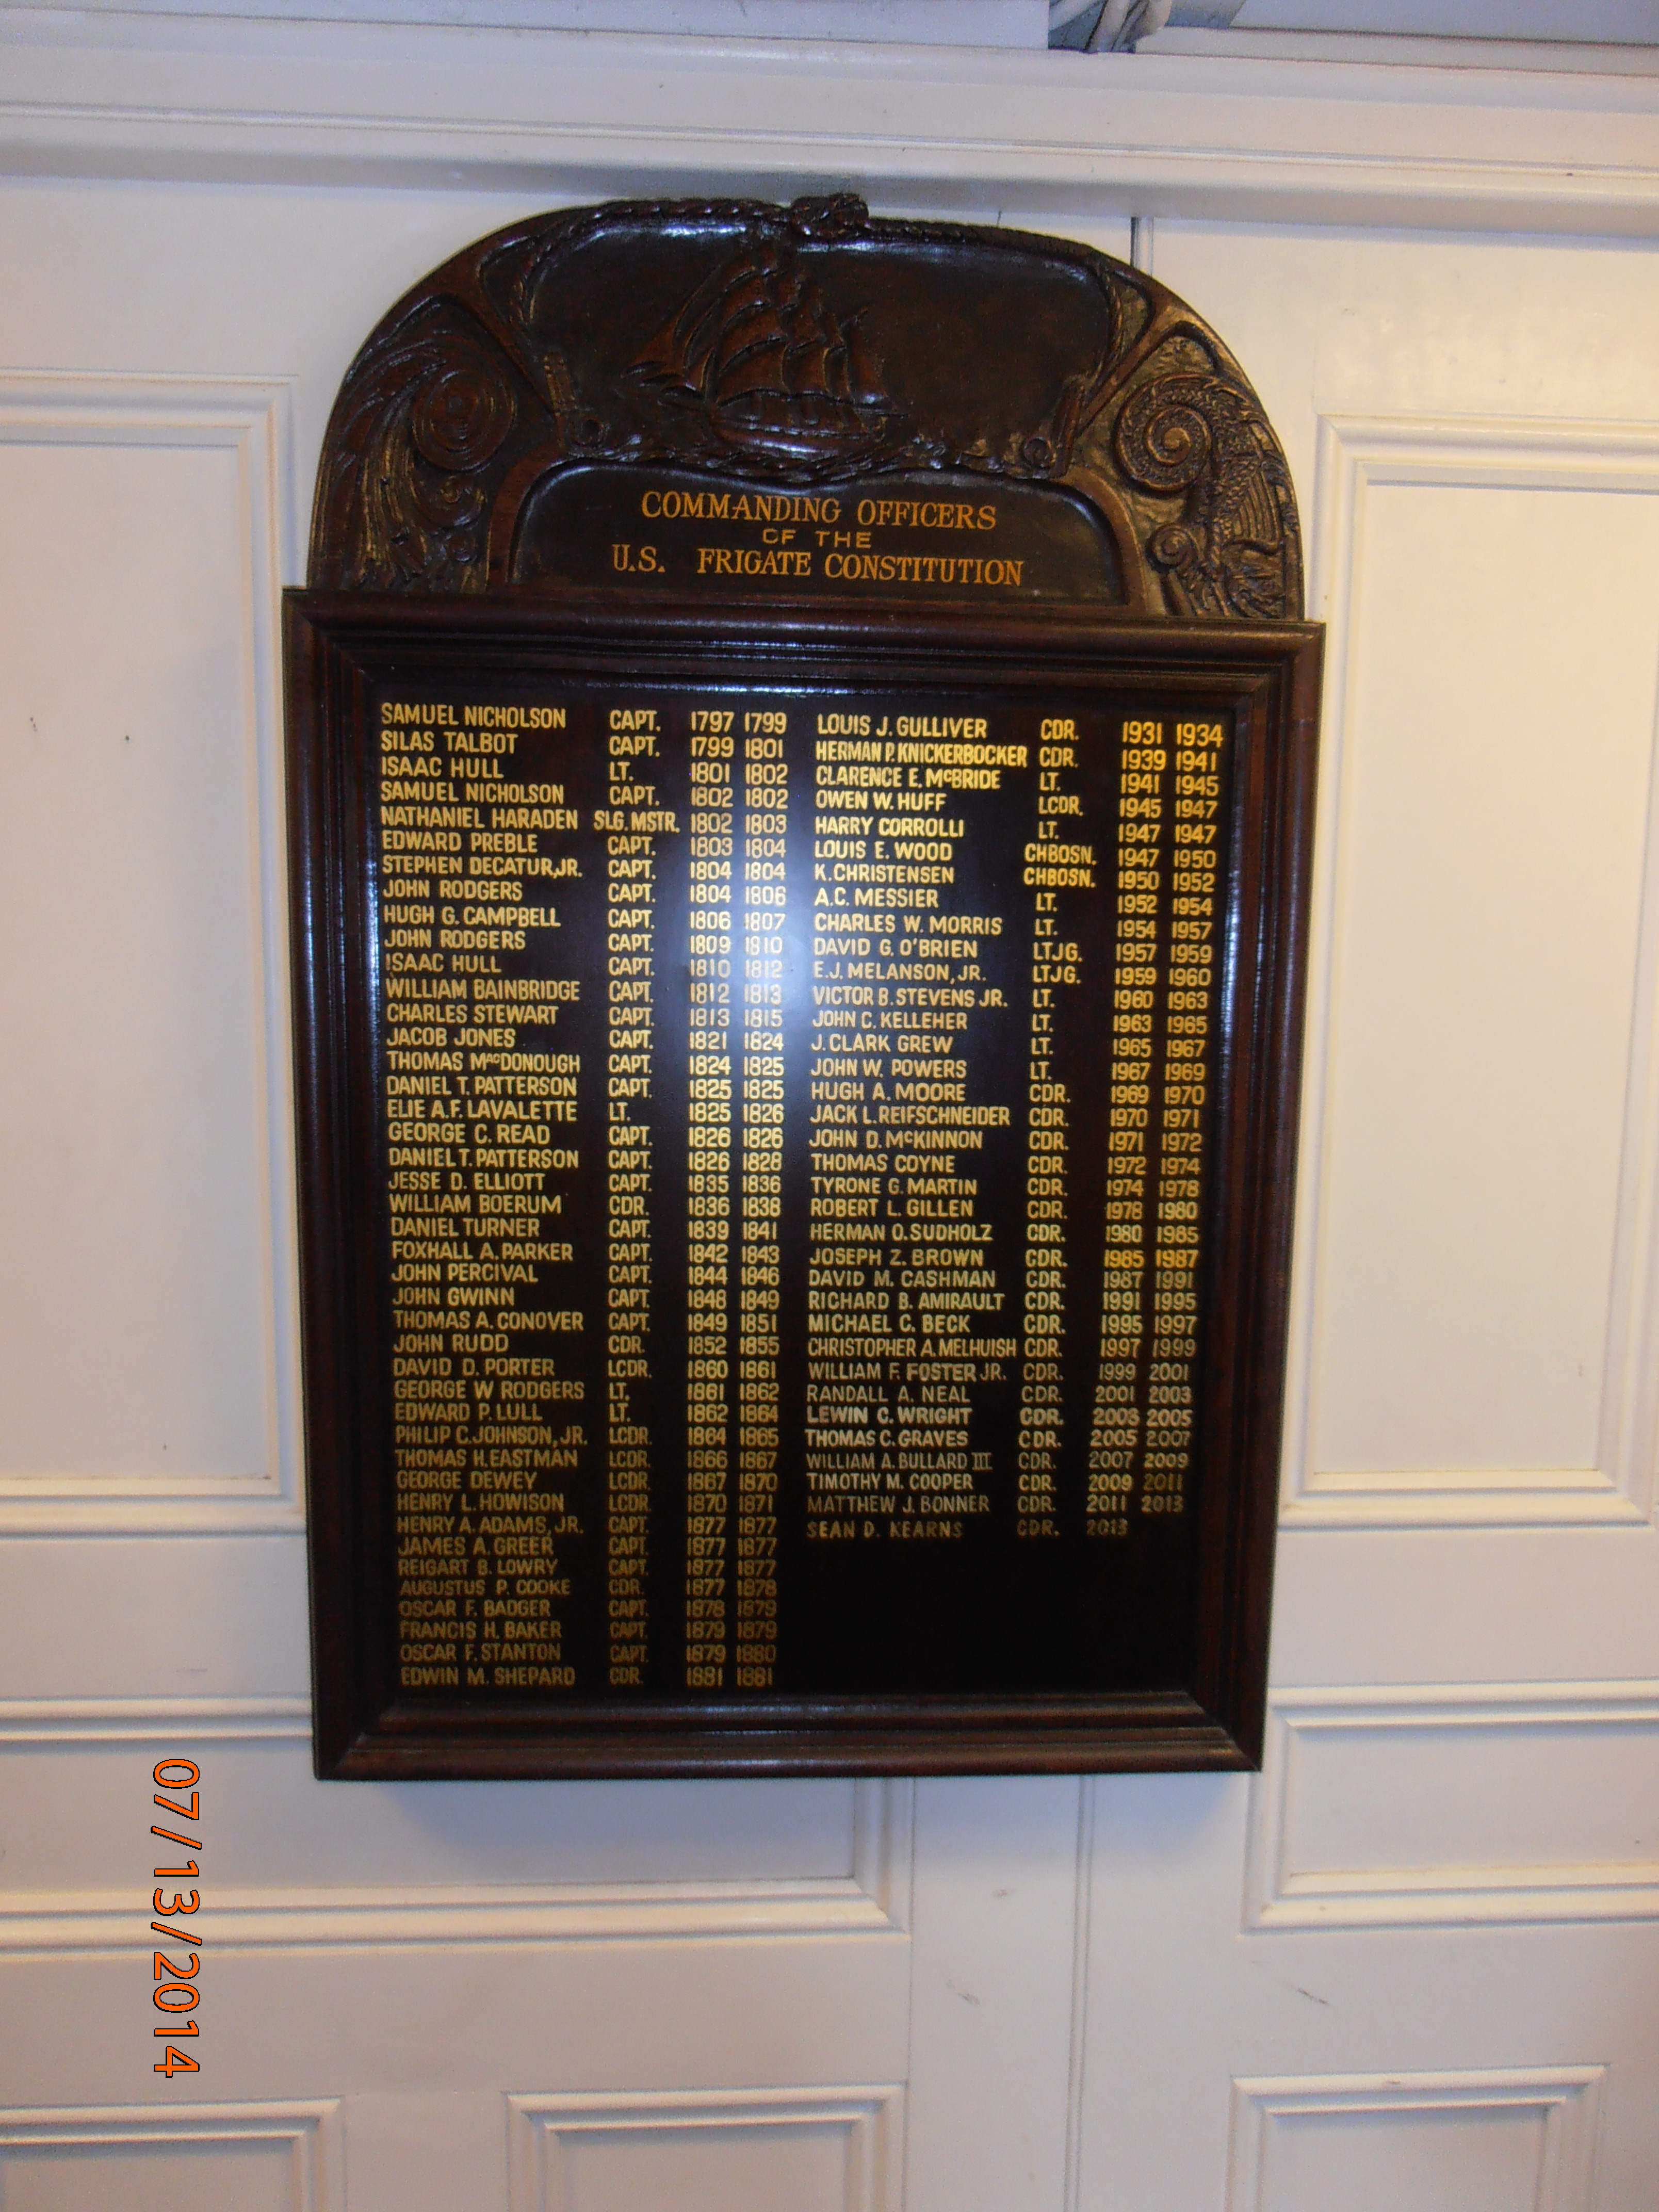 COMMANDING OFFICERS
OF THE
U.S. FRIGATE CONSTITUTION
SAMUEL NICHOLSON CAPT. 1797 1799
SILAS TALBOT CAPT. 1799 1801
ISAAC HULL LT. 1801 1802
SAMUEL NICHOLSON CAPT. 1802 1802
NATHANIEL HARADEN SLG. MSTR. 1802 1803
EDWARD PREBLE CAPT. 1803 1804
STEPHEN DECATUR, JR. CAPT. 1804 1804
JOHN RODGERS CAPT. 1804 1806
HUGH G. CAMPBELL CAPT. 1806 1807
JOHN RODGERS CAPT. 1809 1810
ISAAC HULL CAPT. 1810 1812
WILLIAM BAINBRIDGE CAPT. 1812 1813
CHARLES STEWART CAPT. 1813 1815
JACOB JONES CAPT. 1821 1824
THOMAS MacDONOUGH CAPT. 1824 1825
DANIEL T. PATTERSON CAPT. 1825 1825
ELIE A.F. LAVALETTE LT. 1825 1826
GEORGE C. READ CAPT. 1826 1826
DANIEL T. PATTERSON CAPT. 1826 1828
JESSE D. ELLIOTT CAPT. 1835 1836
WILLIAM BOERUM CDR. 1836 1838
DANIEL TURNER CAPT. 1839 1841
FOXHALL A. PARKER CAPT. 1842 1843
JOHN PERCIVAL CAPT. 1844 1846
JOHN GWINN CAPT. 1848 1849
THOMAS A. CONOVER CAPT. 1849 1851
JOHN RUDD CDR. 1852 1855
DAVID D. PORTER LCDR. 1860 1861
GEORGE W RODGERS LT. 1861 1862
EDWARD P. LULL LT. 1862 1864
PHILIP C. JOHNSON, JR. LCDR. 1864 1865
THOMAS H. EASTMAN LCDR. 1866 1867
GEORGE DEWEY LCDR. 1867 1870
HENRY L. HOWISON LCDR. 1870 1871
HENRY A. ADAMS, JR. CAPT. 1877 1877
JAMES A. GREER CAPT. 1877 1877
REIGART B. LOWRY CAPT. 1877 1877
AUGUSTUS P. COOKE CDR. 1877 1878
OSCAR F. BADGER CAPT. 1878 1879
FRANCIS H. BAKER CAPT. 1879 1879
OSCAR F. STANTON CAPT. 1879 1880
EDWIN M. SHEPARD CDR. 1881 1881
LOUIS J. GULLIVER CDR. 1931 1934
HERMAN P. KNICKERBOCKER CDR. 1939 1941
CLARENCE E. McBRIDE LT. 1941 1945
OWEN W. HUFF LCDR. 1945 1947
HARRY CORROLLI LT. 1947 1947
LOUIS E. WOOD CHBOSN. 1947 1950
K. CHRISTENSEN CHBOSN. 1950 1952
A.C. MESSIER LT. 1952 1954
CHARLES W. MORRIS LT. 1954 1957
DAVID G. O'BRIEN LTJG. 1957 1959
E.J. MELANSON, JR. LTJG. 1959 1960
VICTOR B. STEVENS JR. LT. 1960 1963
JOHN C. KELLEHER LT. 1963 1965
J. CLARK GREW LT. 1965 1967
JOHN W. POWERS LT. 1967 1969
HUGH A. MOORE CDR. 1969 1970
JACK L. REIFSCHNEIDER CDR. 1970 1971
JOHN D. McKINNON CDR. 1971 1972
THOMAS COYNE CDR. 1972 1974
TYRONE G. MARTIN CDR. 1974 1978
ROBERT L. GILLEN CDR. 1978 1980
HERMAN O. SUDHOLZ CDR. 1980 1985
JOSEPH Z. BROWN CDR. 1985 1987
DAVID M. CASHMAN CDR. 1987 1991
RICHARD B. AMIRAULT CDR. 1991 1995
MICHAEL C. BECK CDR. 1995 1997
CHRISTOPHER A. MELHUISH CDR. 1997 1999
WILLIAM F. FOSTER JR. CDR. 1999 2001
RANDALL A. NEAL CDR. 2001 2003
LEWIN C. WRIGHT CDR. 2003 2005
THOMAS C. GRAVES CDR. 2005 2007
WILLIAM A. BULLARD III CDR. 2007 2009
TIMOTHY M. COOPER CDR. 2009 2011
MATTHEW J. BONNER CDR. 2011 2013
SEAN D. KEARNS CDR. 2013
07/13/2014